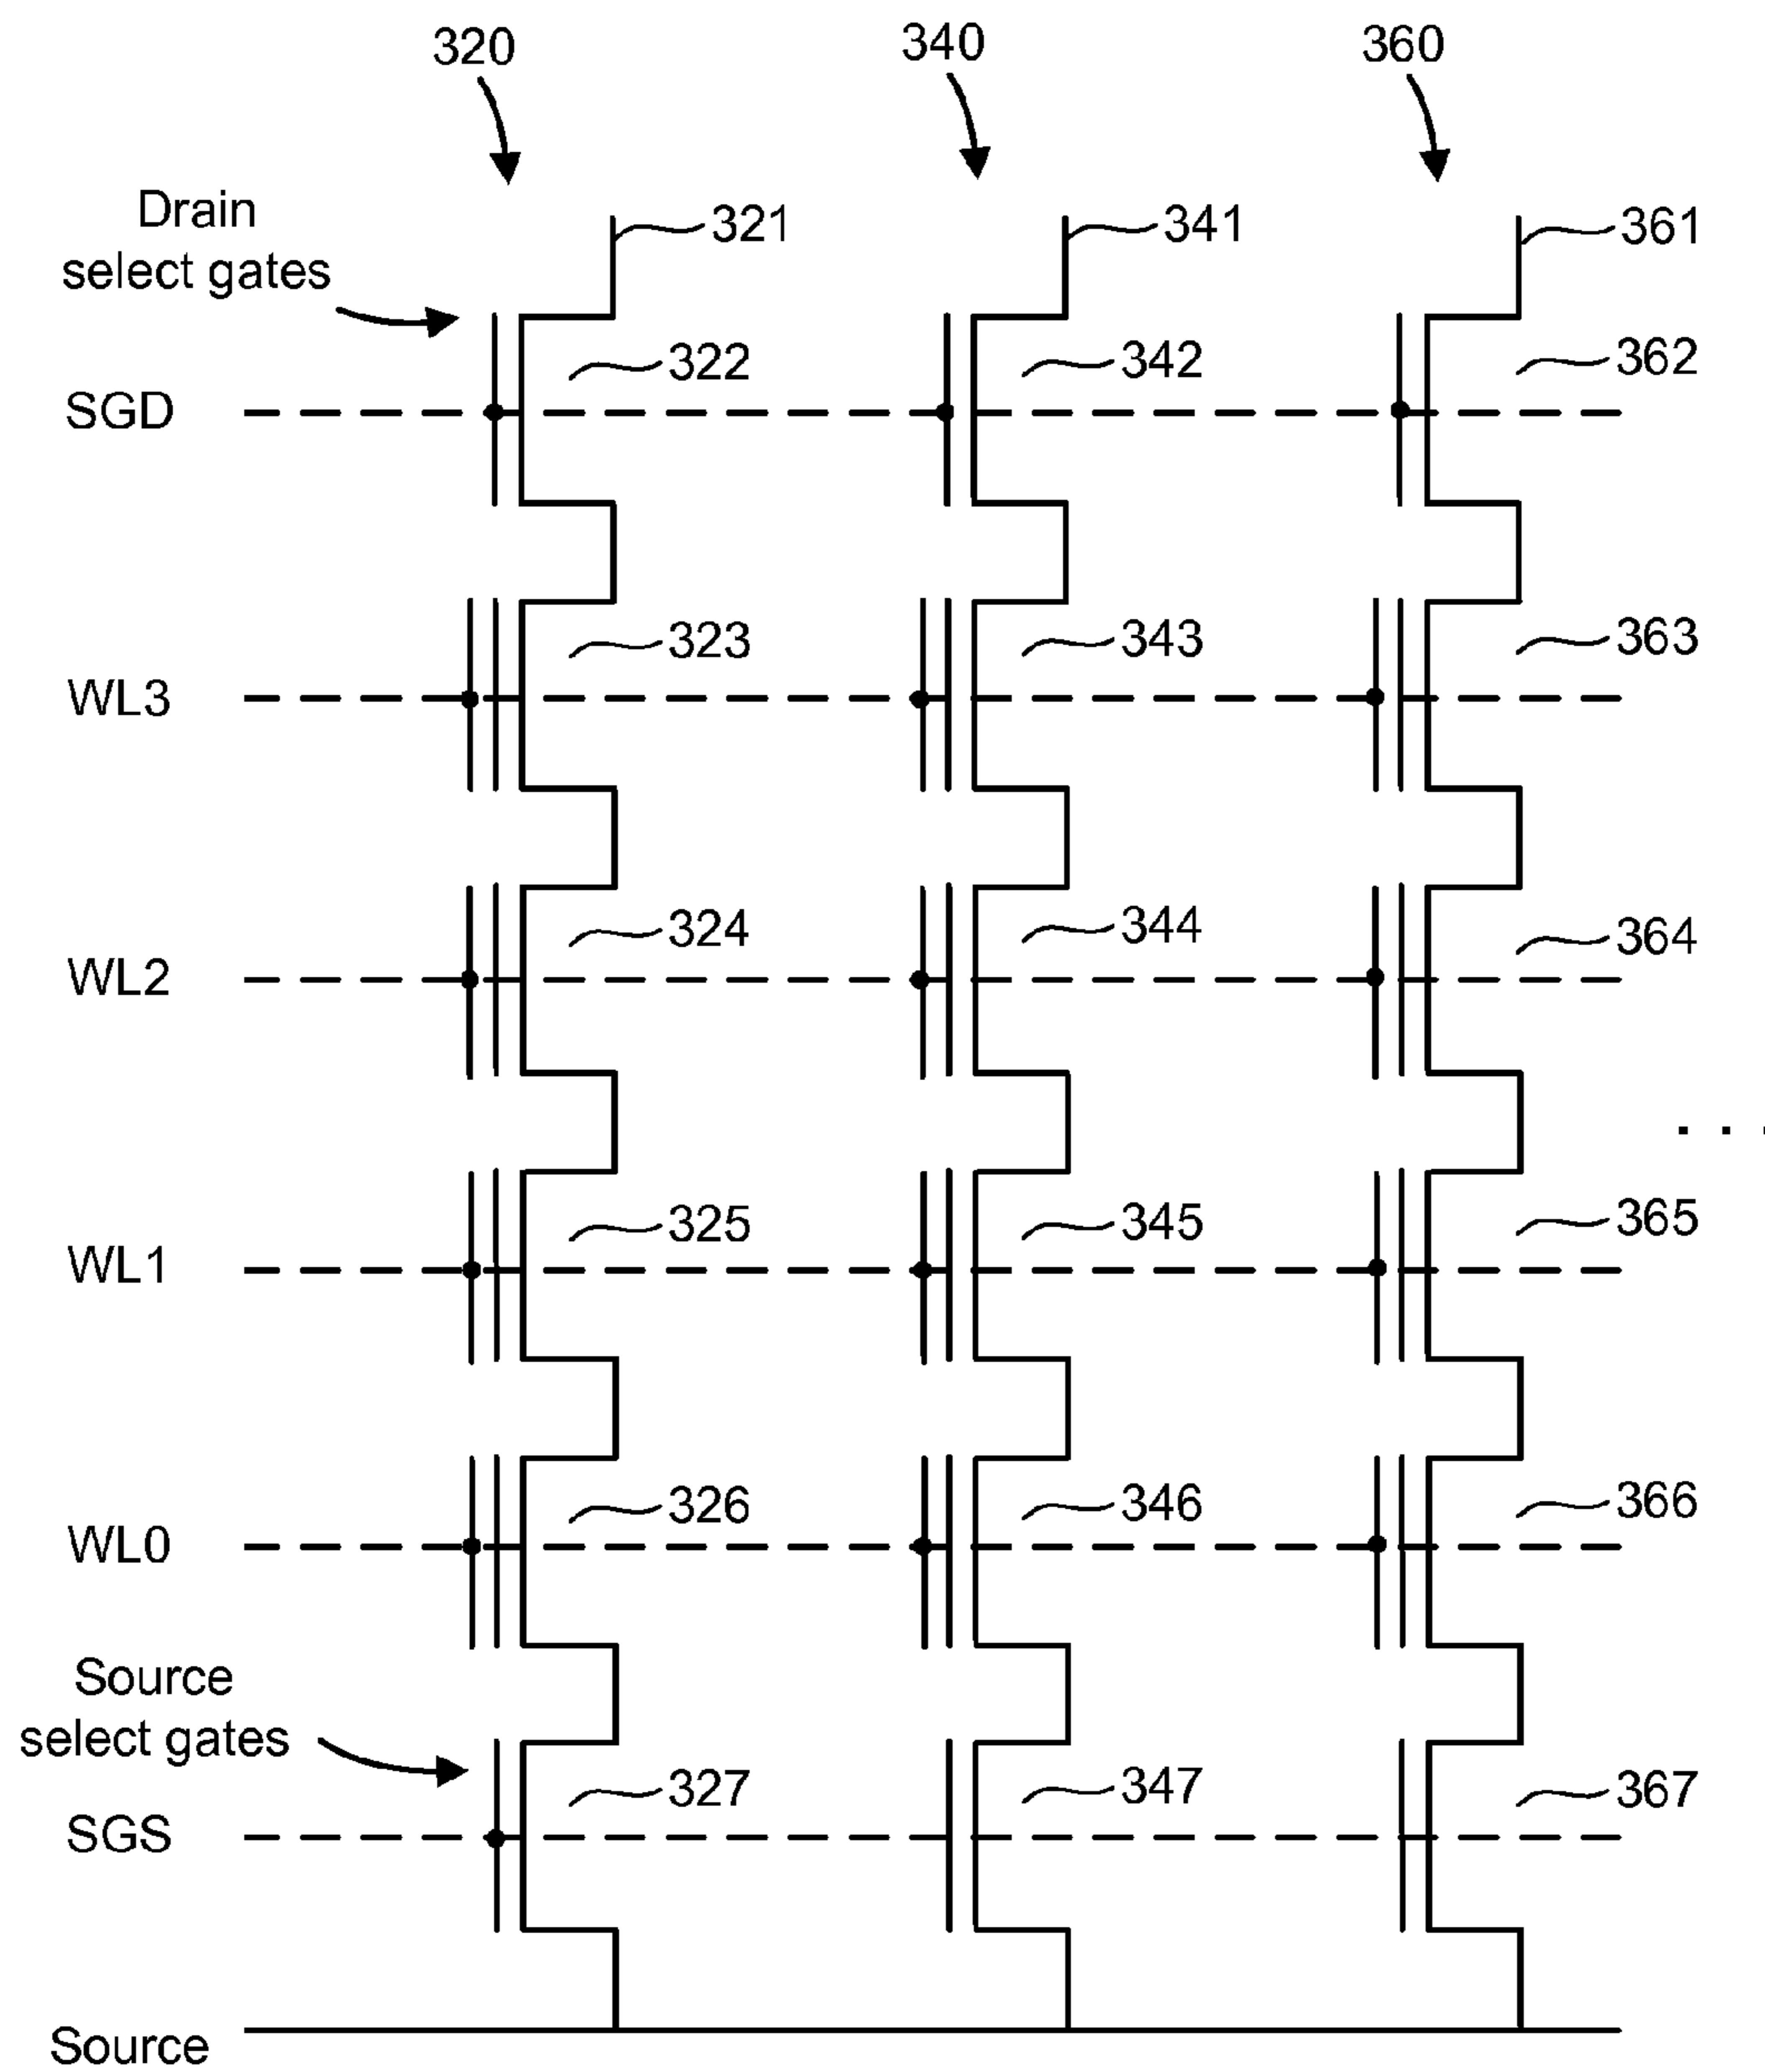 320 340 360
Drain
select gates
321 341 361
322 342 362
SGD
323 343 363
WL3
324 344 364
WL2
. . .
325 345 365
WL1
326 346 366
WL0
Source
select gates
327 347 367
SGS
Source